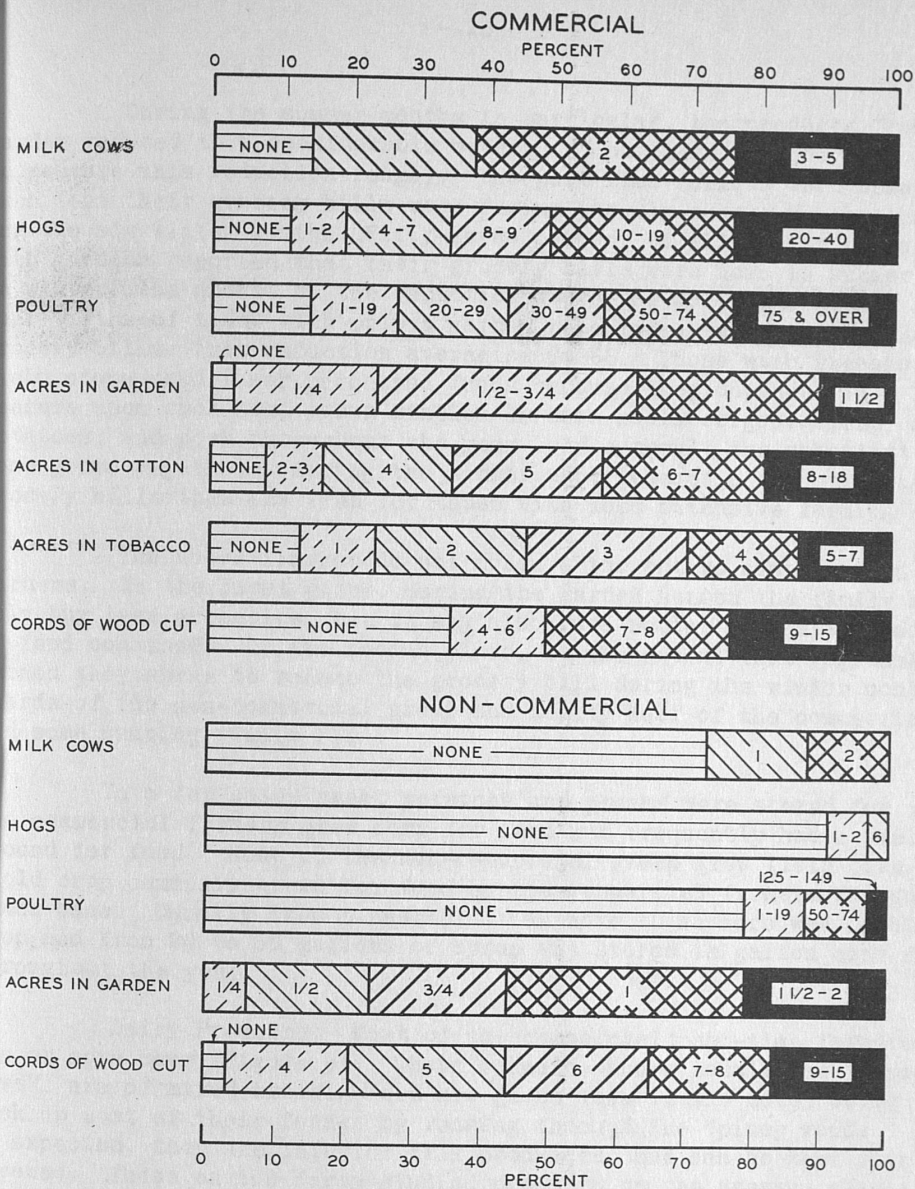 COMMERCIAL
PERCENT
0 10 20 30 40 50 60 70 80 90 100
MILK COWS NONE 1 2 3-5
HOGS NONE 1-2 4-7 8-9 10-19 20-40
POULTRY NONE 1-19 20-29 30-49 50-74 75 & OVER
NONE
ACRES IN GARDEN 1/4 1/2-3/4 1 1 1/2
ACRES IN COTTON NONE 2-3 4 5 6-7 8-18
ACRES IN TOBACCO NONE 1 2 3 4 5-7
CORDS OF WOOD CUT NONE 4-6 7-8 9-15
NON-COMMERCIAL
MILK COWS NONE 1 2
HOGS NONE 1-2 6
125-149
POULTRY NONE 1-19 50-74
ACRES IN GARDEN 1/4 1/2 3/4 1 1 1/2-2
NONE
CORDS OF WOOD CUT 4 5 6 7-8 9-15
0 10 20 30 40 50 60 70 80 90 100
PERCENT